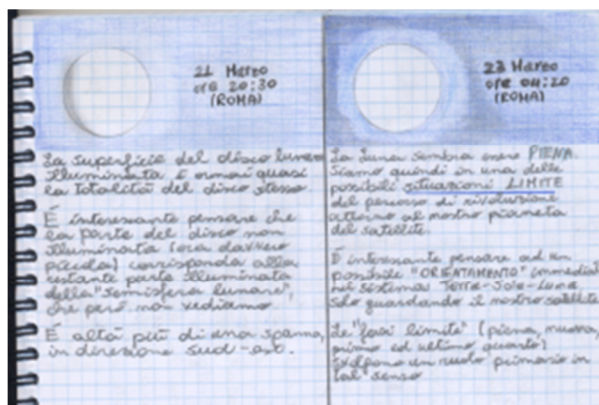 21 Marzo
ore 20:30
(ROMA)
La superficie del disco lunare
illuminata è ormai quasi
la totalità del disco stesso
È interessante pensare che
la parte del disco non
illuminata (ora davvero
piccola) corrisponda alla
restante parte illuminata
della "semisfera lunare",
che però non vediamo
È alta più di una spanna,
in direzione sud-est.
23 Marzo
ore 04:20
(ROMA)
La Luna sembra essere PIENA.
Siamo quindi in una delle
possibili situazioni LIMITE
del percorso di rivoluzione
attorno al nostro pianeta
del satellite.
È interessante pensare ad un
possibile "ORIENTAMENTO"
nel sistema Terra-Sole-Luna
solo guardando il nostro satellite
Le "fasi limite" (piena, nuova,
primo ed ultimo quarto)
svolgono un ruolo primario in
tal senso